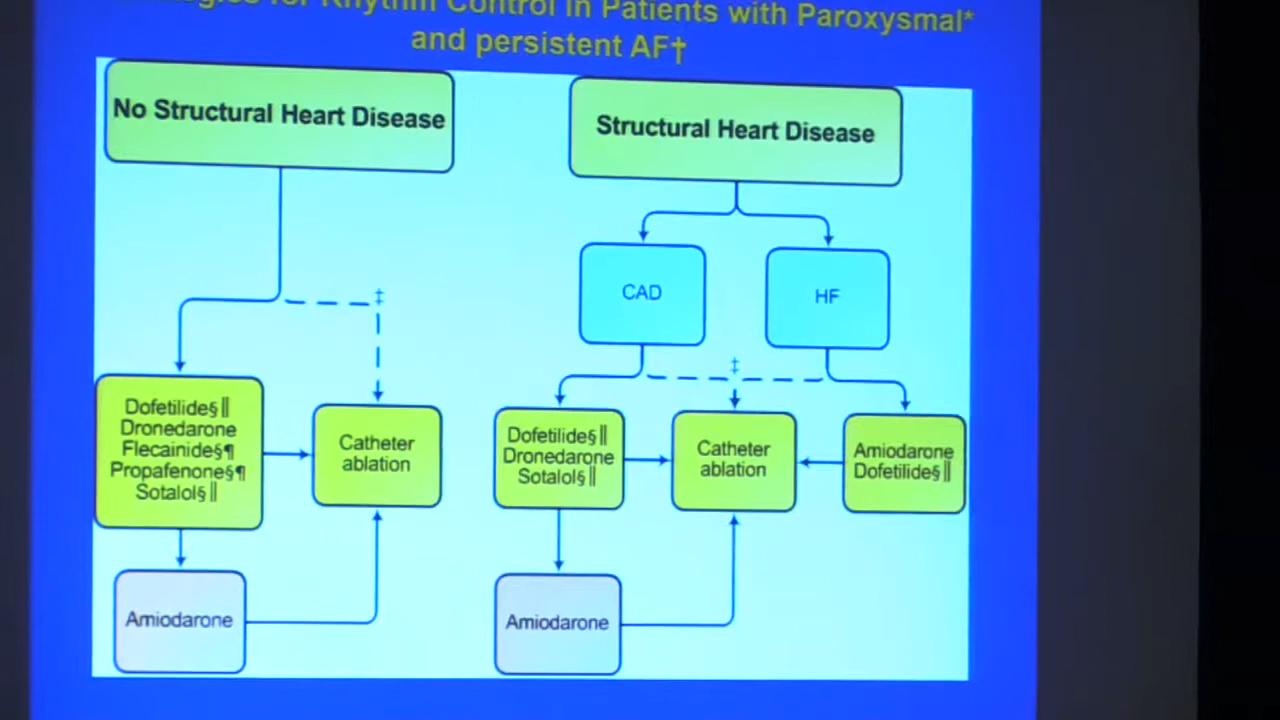 for Rhythm Control in Patients with Paroxysmal*
and persistent AF†
No Structural Heart Disease
Structural Heart Disease
CAD
HF
‡
‡
Dofetilide§‖
Dronedarone
Flecainide§¶
Propafenone§¶
Sotalol§‖
Catheter
ablation
Dofetilide§‖
Dronedarone
Sotalol§‖
Catheter
ablation
Amiodarone
Dofetilide§‖
Amiodarone
Amiodarone